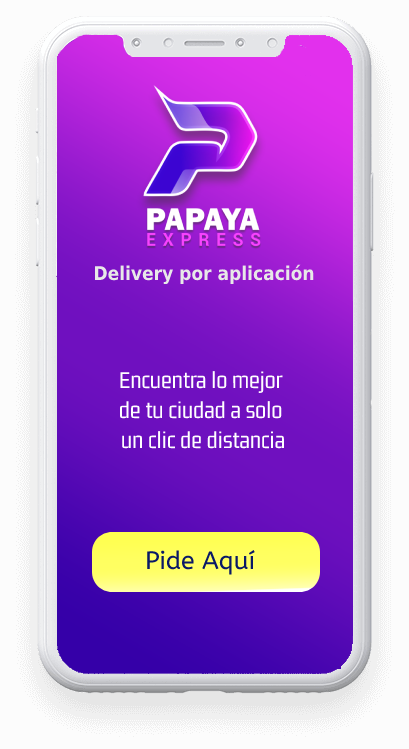 PAPAYA
EXPRESS
Delivery por aplicación
Encuentra lo mejor
de tu ciudad a solo
un clic de distancia
Pide Aquí